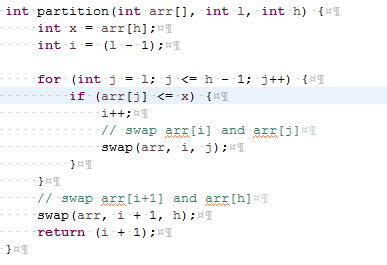 int partition(int arr[], int l, int h) {
    int x = arr[h];
    int i = (l - 1);

    for (int j = l; j <= h - 1; j++) {
        if (arr[j] <= x) {
            i++;
            // swap arr[i] and arr[j]
            swap(arr, i, j);
        }
    }
    // swap arr[i+1] and arr[h]
    swap(arr, i + 1, h);
    return (i + 1);
}